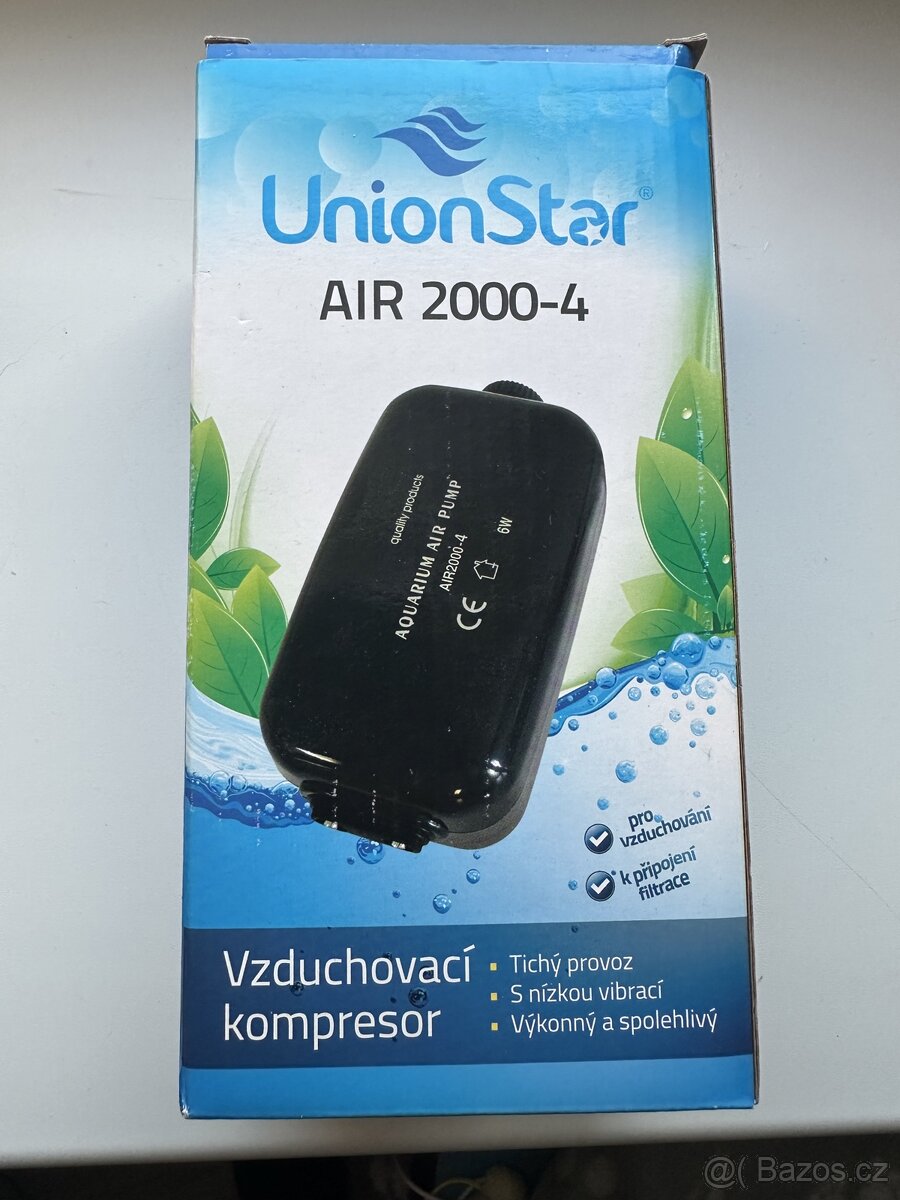 UnionStar®
AIR 2000-4
quality products
AQUARIUM AIR PUMP
AIR2000-4
CE
6W
pro
vzduchování
k připojení
filtrace
Vzduchovací
kompresor
Tichý provoz
S nízkou vibrací
Výkonný a spolehlivý
@( Bazos.cz